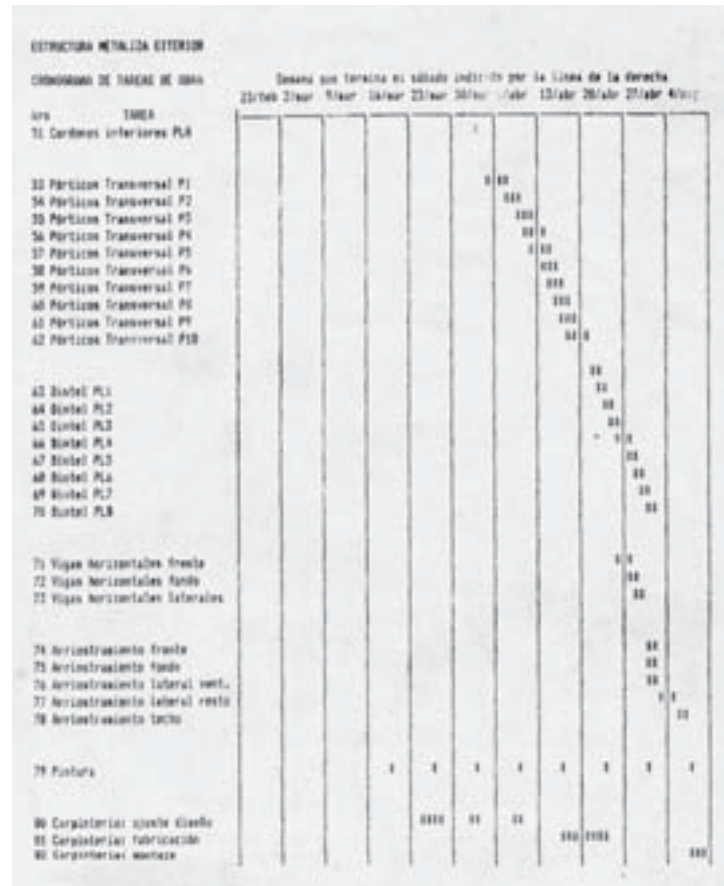 ESTRUCTURA METALICA EXTERIOR
CRONOGRAMA DE TAREAS DE OBRA
Semana que termina el sábado indicado por la línea de la derecha
23/feb 2/mar 9/mar 16/mar 23/mar 30/mar /abr 13/abr 20/abr 27/abr 4/
Nro TAREA
51 Cordones inferiores PLR
53 Pórticos Transversal P1
54 Pórticos Transversal P2
55 Pórticos Transversal P3
56 Pórticos Transversal P4
57 Pórticos Transversal P5
58 Pórticos Transversal P6
59 Pórticos Transversal P7
60 Pórticos Transversal P8
61 Pórticos Transversal P9
62 Pórticos Transversal P10
63 Dintel PL1
64 Dintel PL2
65 Dintel PL3
66 Dintel PL4
67 Dintel PL5
68 Dintel PL6
69 Dintel PL7
70 Dintel PL8
71 Vigas horizontales frente
72 Vigas horizontales fondo
73 Vigas horizontales laterales
74 Arriostramiento frente
75 Arriostramiento fondo
76 Arriostramiento lateral vent.
77 Arriostramiento lateral resto
78 Arriostramiento techo
79 Pintura
80 Carpinterías ajuste diseño
81 Carpinterías fabricación
82 Carpinterías montaje